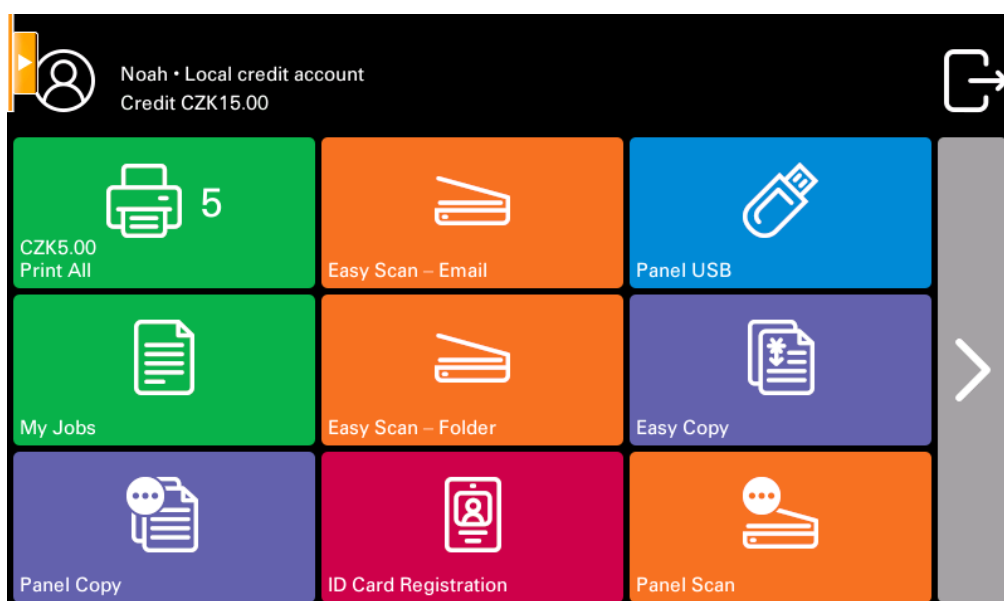 Noah • Local credit account
Credit CZK15.00
5
CZK5.00
Print All
Easy Scan – Email
Panel USB
My Jobs
Easy Scan – Folder
Easy Copy
Panel Copy
ID Card Registration
Panel Scan